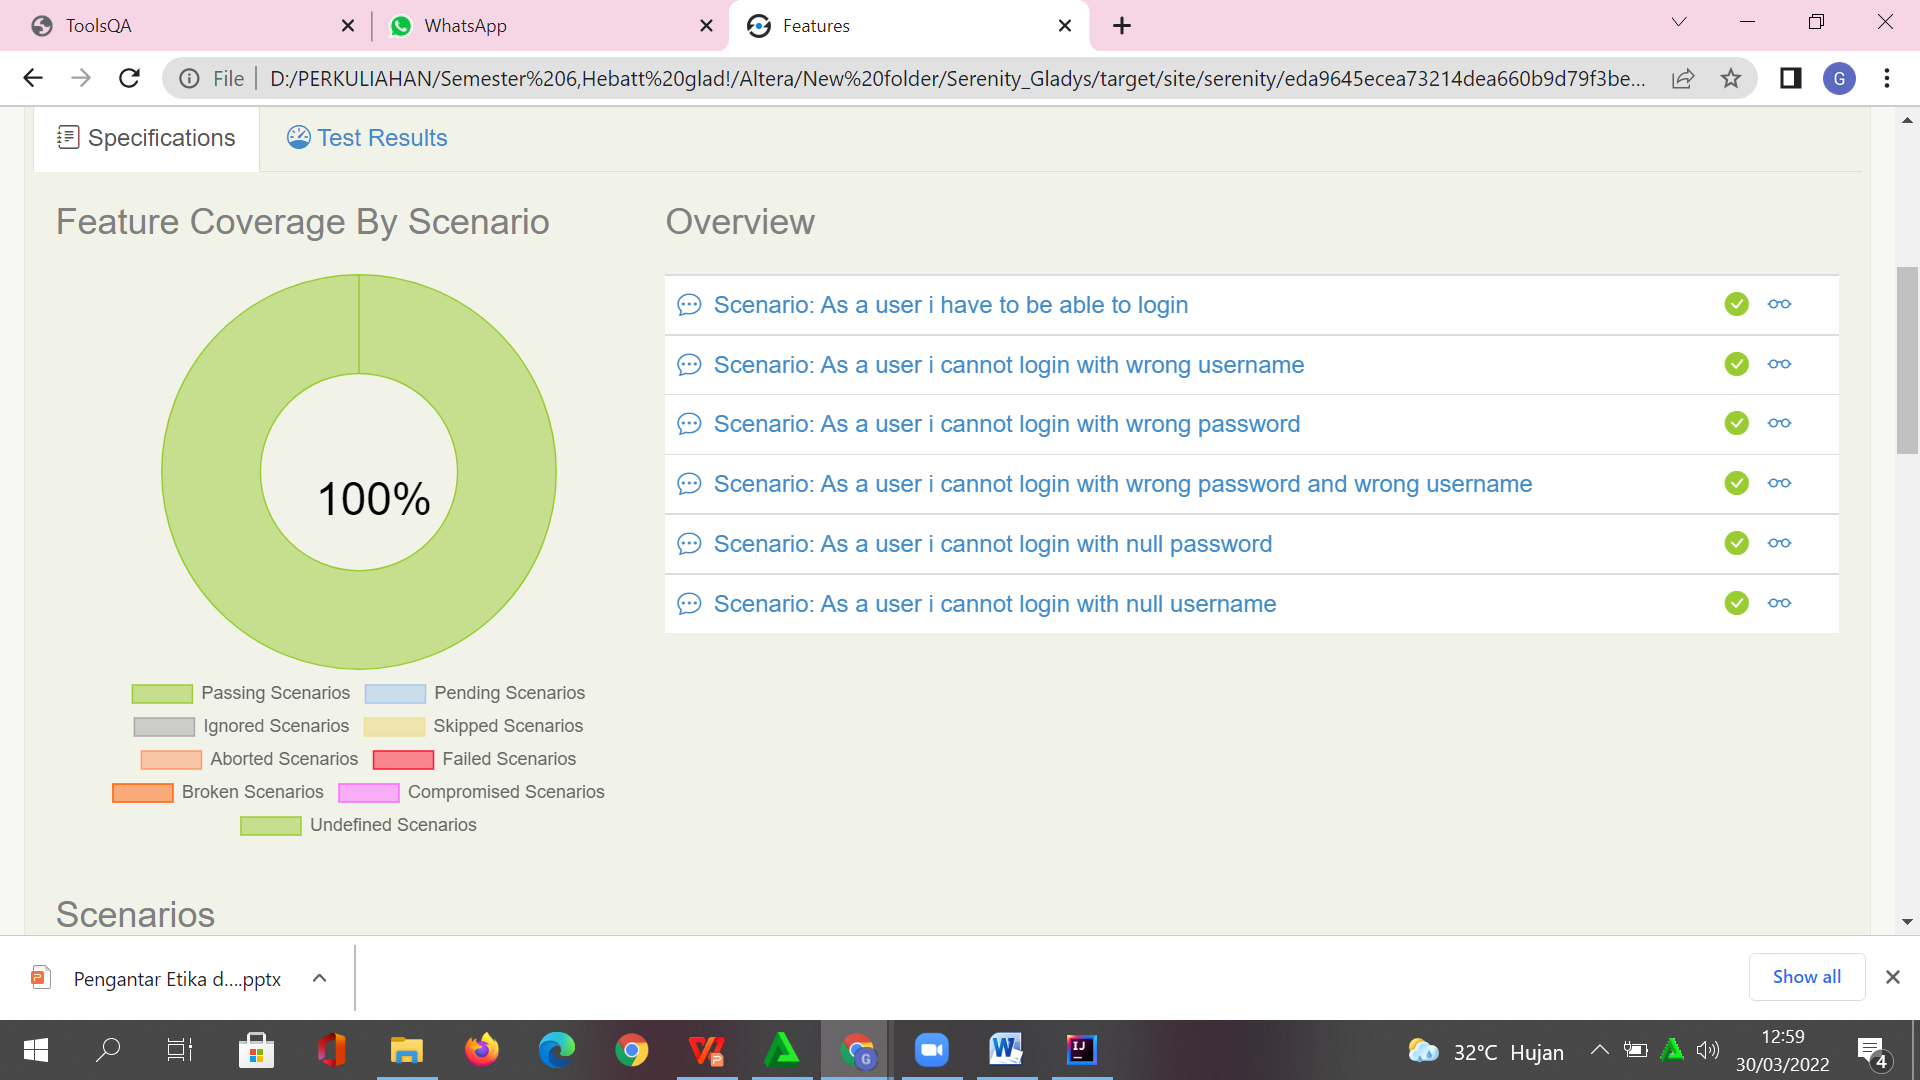 ToolsQA
WhatsApp
Features
File
D:/PERKULIAHAN/Semester%206,Hebatt%20glad!/Altera/New%20folder/Serenity_Gladys/target/site/serenity/eda9645ecea73214dea660b9d79f3be...
G
Specifications
Test Results
Feature Coverage By Scenario
Overview
Scenario: As a user i have to be able to login
Scenario: As a user i cannot login with wrong username
Scenario: As a user i cannot login with wrong password
Scenario: As a user i cannot login with wrong password and wrong username
Scenario: As a user i cannot login with null password
Scenario: As a user i cannot login with null username
100%
Passing Scenarios
Pending Scenarios
Ignored Scenarios
Skipped Scenarios
Aborted Scenarios
Failed Scenarios
Broken Scenarios
Compromised Scenarios
Undefined Scenarios
Scenarios
Pengantar Etika d....pptx
Show all
32°C Hujan
12:59
30/03/2022
4